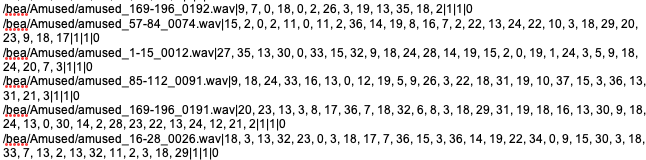 /bea/Amused/amused_169-196_0192.wav|9, 7, 0, 18, 0, 2, 26, 3, 19, 13, 35, 18, 2|1|1|0
/bea/Amused/amused_57-84_0074.wav|15, 2, 0, 2, 11, 0, 11, 2, 36, 14, 19, 8, 16, 7, 2, 22, 13, 24, 22, 10, 3, 18, 29, 20,
23, 9, 18, 17|1|1|0
/bea/Amused/amused_1-15_0012.wav|27, 35, 13, 30, 0, 33, 15, 32, 9, 18, 24, 28, 14, 19, 15, 2, 0, 19, 1, 24, 3, 5, 9, 18,
24, 20, 7, 3|1|1|0
/bea/Amused/amused_85-112_0091.wav|9, 18, 24, 33, 16, 13, 0, 12, 19, 5, 9, 26, 3, 22, 18, 31, 19, 10, 37, 15, 3, 36, 13,
31, 21, 3|1|1|0
/bea/Amused/amused_169-196_0191.wav|20, 23, 13, 3, 8, 17, 36, 7, 18, 32, 6, 8, 3, 18, 29, 31, 19, 18, 16, 13, 30, 9, 18,
24, 13, 0, 30, 14, 2, 28, 23, 22, 13, 24, 12, 21, 2|1|1|0
/bea/Amused/amused_16-28_0026.wav|18, 3, 13, 32, 23, 0, 3, 18, 17, 7, 36, 15, 3, 36, 14, 19, 22, 34, 0, 9, 15, 30, 3, 18,
33, 7, 13, 2, 13, 32, 11, 2, 3, 18, 29|1|1|0